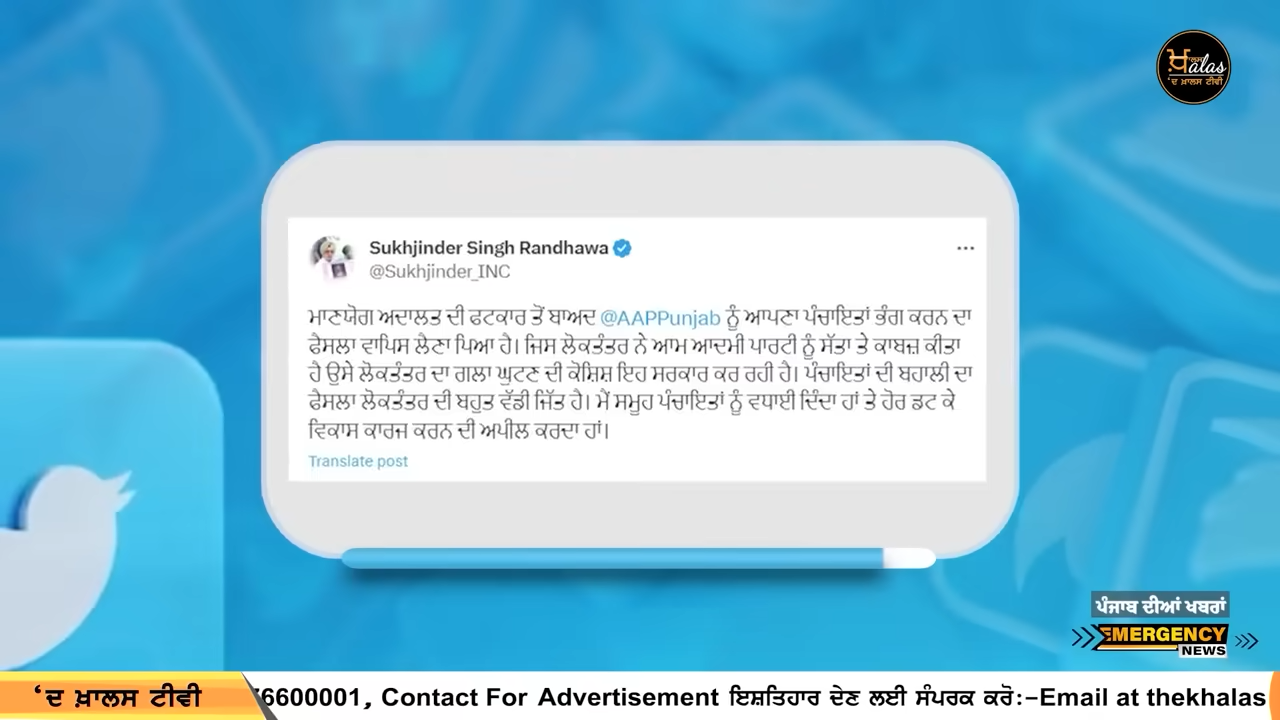 ਖ਼ਾਲਸ
alas
'ਦ ਖ਼ਾਲਸ ਟੀਵੀ
Sukhjinder Singh Randhawa
@Sukhjinder_INC
ਮਾਣਯੋਗ ਅਦਾਲਤ ਦੀ ਫਟਕਾਰ ਤੋਂ ਬਾਅਦ @AAPPunjab ਨੂੰ ਆਪਣਾ ਪੰਚਾਇਤਾਂ ਭੰਗ ਕਰਨ ਦਾ
ਫੈਸਲਾ ਵਾਪਿਸ ਲੈਣਾ ਪਿਆ ਹੈ। ਜਿਸ ਲੋਕਤੰਤਰ ਨੇ ਆਮ ਆਦਮੀ ਪਾਰਟੀ ਨੂੰ ਸੱਤਾ ਤੇ ਕਾਬਜ਼ ਕੀਤਾ
ਹੈ ਉਸੇ ਲੋਕਤੰਤਰ ਦਾ ਗਲਾ ਘੁਟਣ ਦੀ ਕੋਸ਼ਿਸ਼ ਇਹ ਸਰਕਾਰ ਕਰ ਰਹੀ ਹੈ। ਪੰਚਾਇਤਾਂ ਦੀ ਬਹਾਲੀ ਦਾ
ਫੈਸਲਾ ਲੋਕਤੰਤਰ ਦੀ ਬਹੁਤ ਵੱਡੀ ਜਿੱਤ ਹੈ। ਮੈਂ ਸਮੂਹ ਪੰਚਾਇਤਾਂ ਨੂੰ ਵਧਾਈ ਦਿੰਦਾ ਹਾਂ ਤੇ ਹੋਰ ਡਟ ਕੇ
ਵਿਕਾਸ ਕਾਰਜ ਕਰਨ ਦੀ ਅਪੀਲ ਕਰਦਾ ਹਾਂ।
Translate post
ਪੰਜਾਬ ਦੀਆਂ ਖਬਰਾਂ
EMERGENCY
NEWS
'ਦ ਖ਼ਾਲਸ ਟੀਵੀ
6600001, Contact For Advertisement ਇਸ਼ਤਿਹਾਰ ਦੇਣ ਲਈ ਸੰਪਰਕ ਕਰੋ:-Email at thekhalas